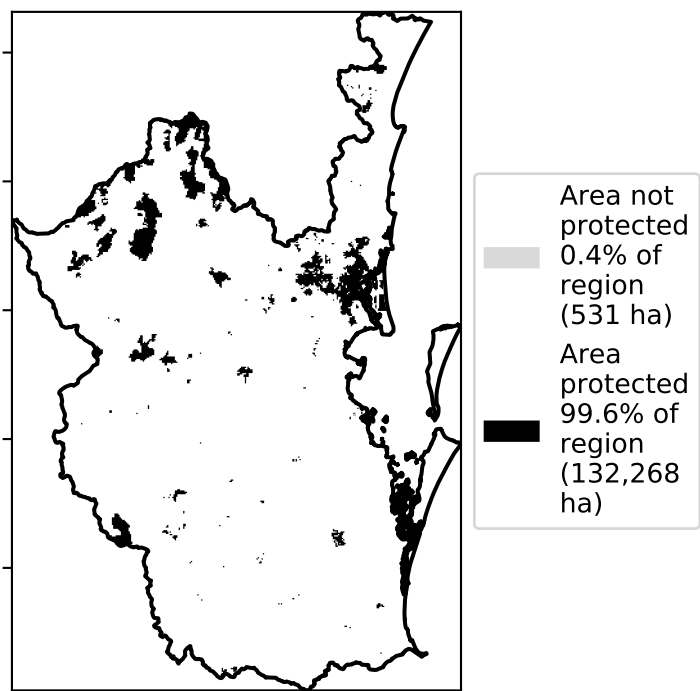 Area not
protected
0.4% of
region
(531 ha)
Area
protected
99.6% of
region
(132,268
ha)